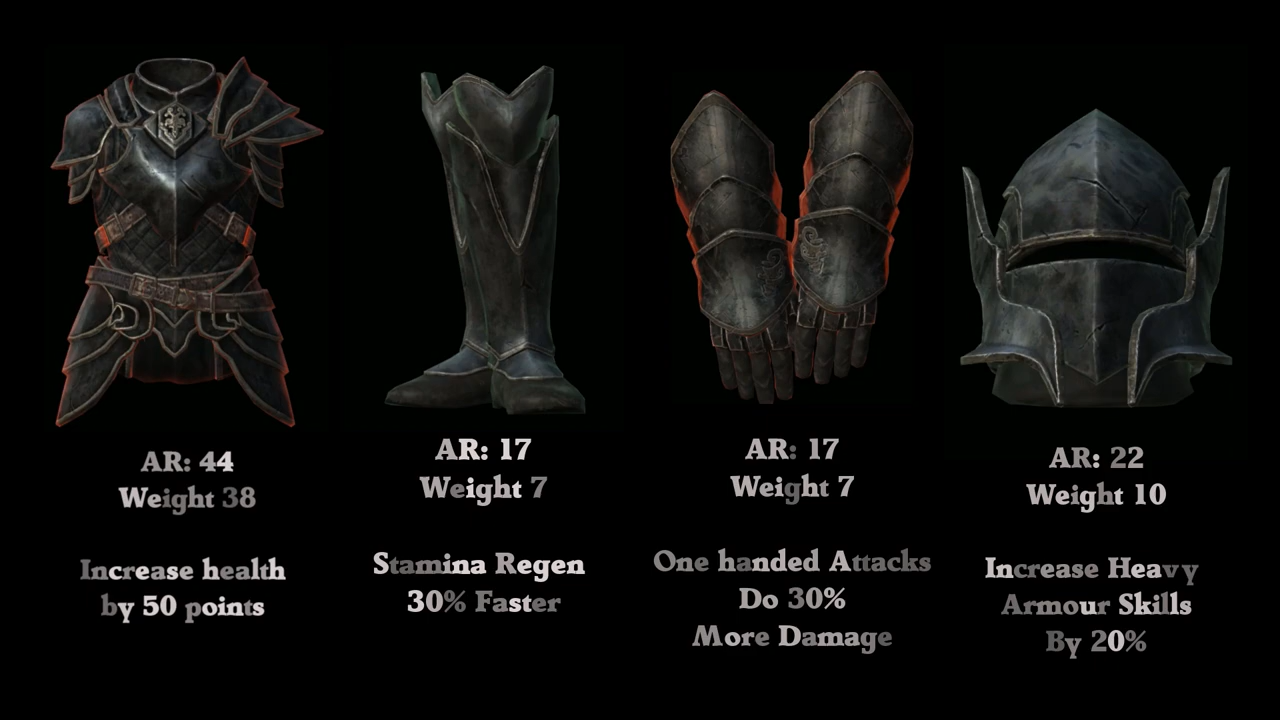 AR: 44
Weight 38
Increase health
by 50 points
AR: 17
Weight 7
Stamina Regen
30% Faster
AR: 17
Weight 7
One handed Attacks
Do 30%
More Damage
AR: 22
Weight 10
Increase Heavy
Armour Skills
By 20%